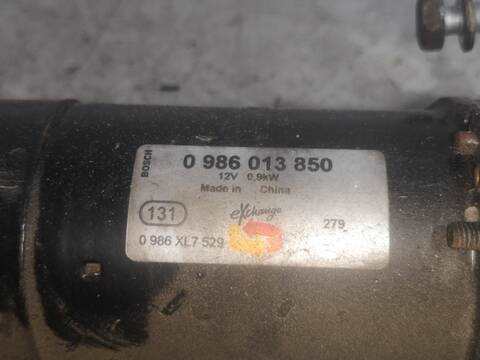 BOSCH
0 986 013 850
12V 0,9kW
Made in China
131
eXchange
279
0 986 XL7 529